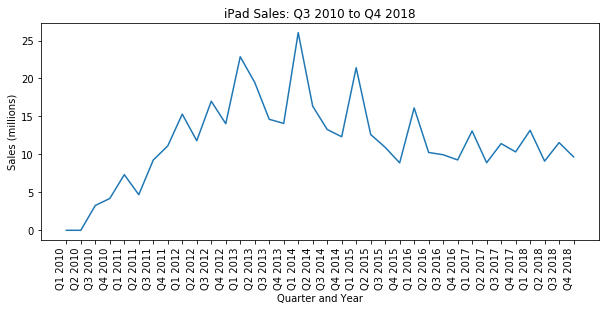 iPad Sales: Q3 2010 to Q4 2018
Sales (millions)
25
20
15
10
5
0
Q1 2010
Q2 2010
Q3 2010
Q4 2010
Q1 2011
Q2 2011
Q3 2011
Q4 2011
Q1 2012
Q2 2012
Q3 2012
Q4 2012
Q1 2013
Q2 2013
Q3 2013
Q4 2013
Q1 2014
Q2 2014
Q3 2014
Q4 2014
Q1 2015
Q2 2015
Q3 2015
Q4 2015
Q1 2016
Q2 2016
Q3 2016
Q4 2016
Q1 2017
Q2 2017
Q3 2017
Q4 2017
Q1 2018
Q2 2018
Q3 2018
Q4 2018
Quarter and Year